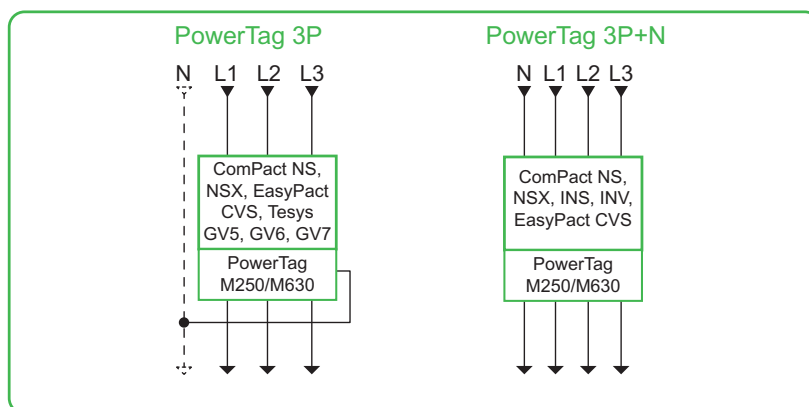 PowerTag 3P
N L1 L2 L3
ComPact NS,
NSX, EasyPact
CVS, Tesys
GV5, GV6, GV7
PowerTag
M250/M630
PowerTag 3P+N
N L1 L2 L3
ComPact NS,
NSX, INS, INV,
EasyPact CVS
PowerTag
M250/M630